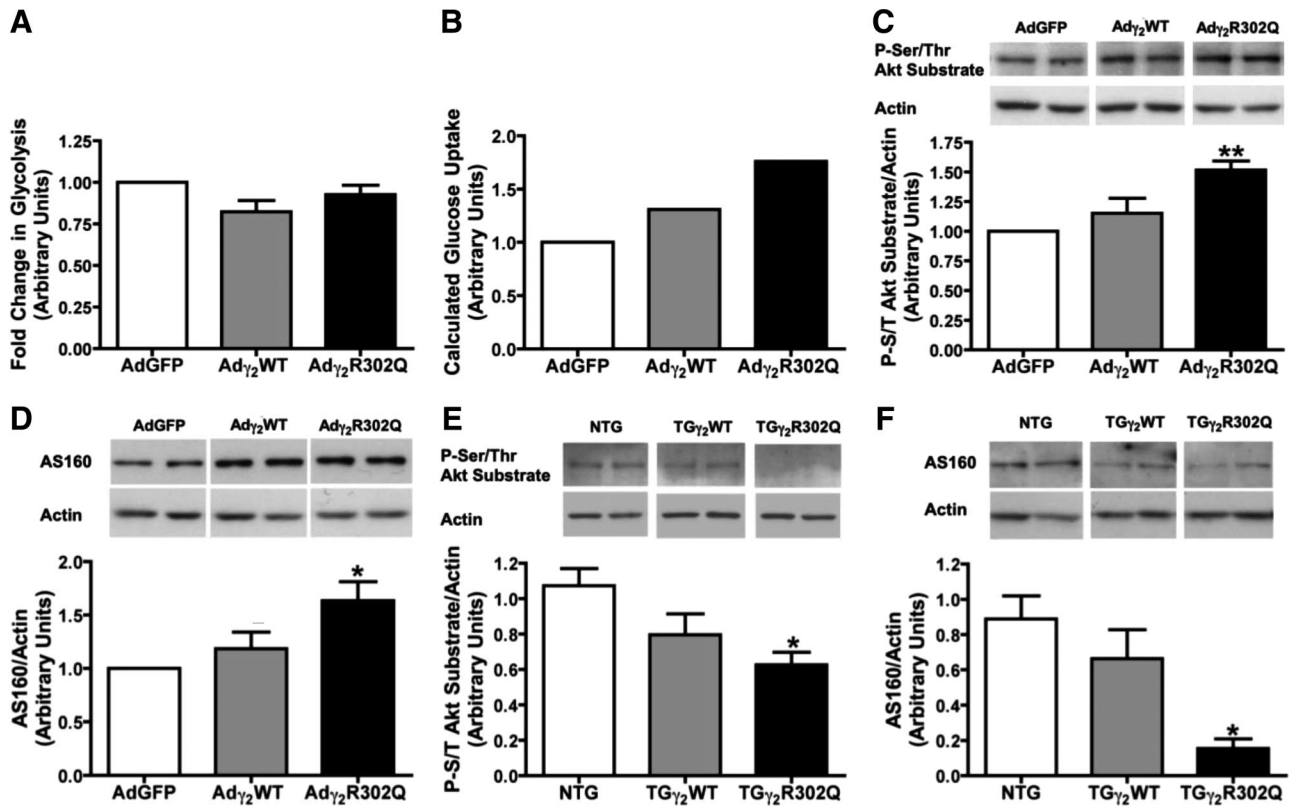 A
Fold Change in Glycolysis
(Arbitrary Units)
1.25
1.00
0.75
0.50
0.25
0.00
AdGFP Adγ2WT Adγ2R302Q
B
Calculated Glucose Uptake
(Arbitrary Units)
2.0
1.5
1.0
0.5
0.0
AdGFP Adγ2WT Adγ2R302Q
C
AdGFP Adγ2WT Adγ2R302Q
P-Ser/Thr
Akt Substrate
Actin
P-S/T Akt Substrate/Actin
(Arbitrary Units)
1.75
1.50
1.25
1.00
0.75
0.50
0.25
0.00
**
AdGFP Adγ2WT Adγ2R302Q
D
AdGFP Adγ2WT Adγ2R302Q
AS160
Actin
AS160/Actin
(Arbitrary Units)
2.0
1.5
1.0
0.5
0.0
*
AdGFP Adγ2WT Adγ2R302Q
E
NTG TGγ2WT TGγ2R302Q
P-Ser/Thr
Akt Substrate
Actin
P-S/T Akt Substrate/Actin
(Arbitrary Units)
1.2
1.0
0.8
0.6
0.4
0.2
0.0
*
NTG TGγ2WT TGγ2R302Q
F
NTG TGγ2WT TGγ2R302Q
AS160
Actin
AS160/Actin
(Arbitrary Units)
1.2
1.0
0.8
0.6
0.4
0.2
0.0
*
NTG TGγ2WT TGγ2R302Q